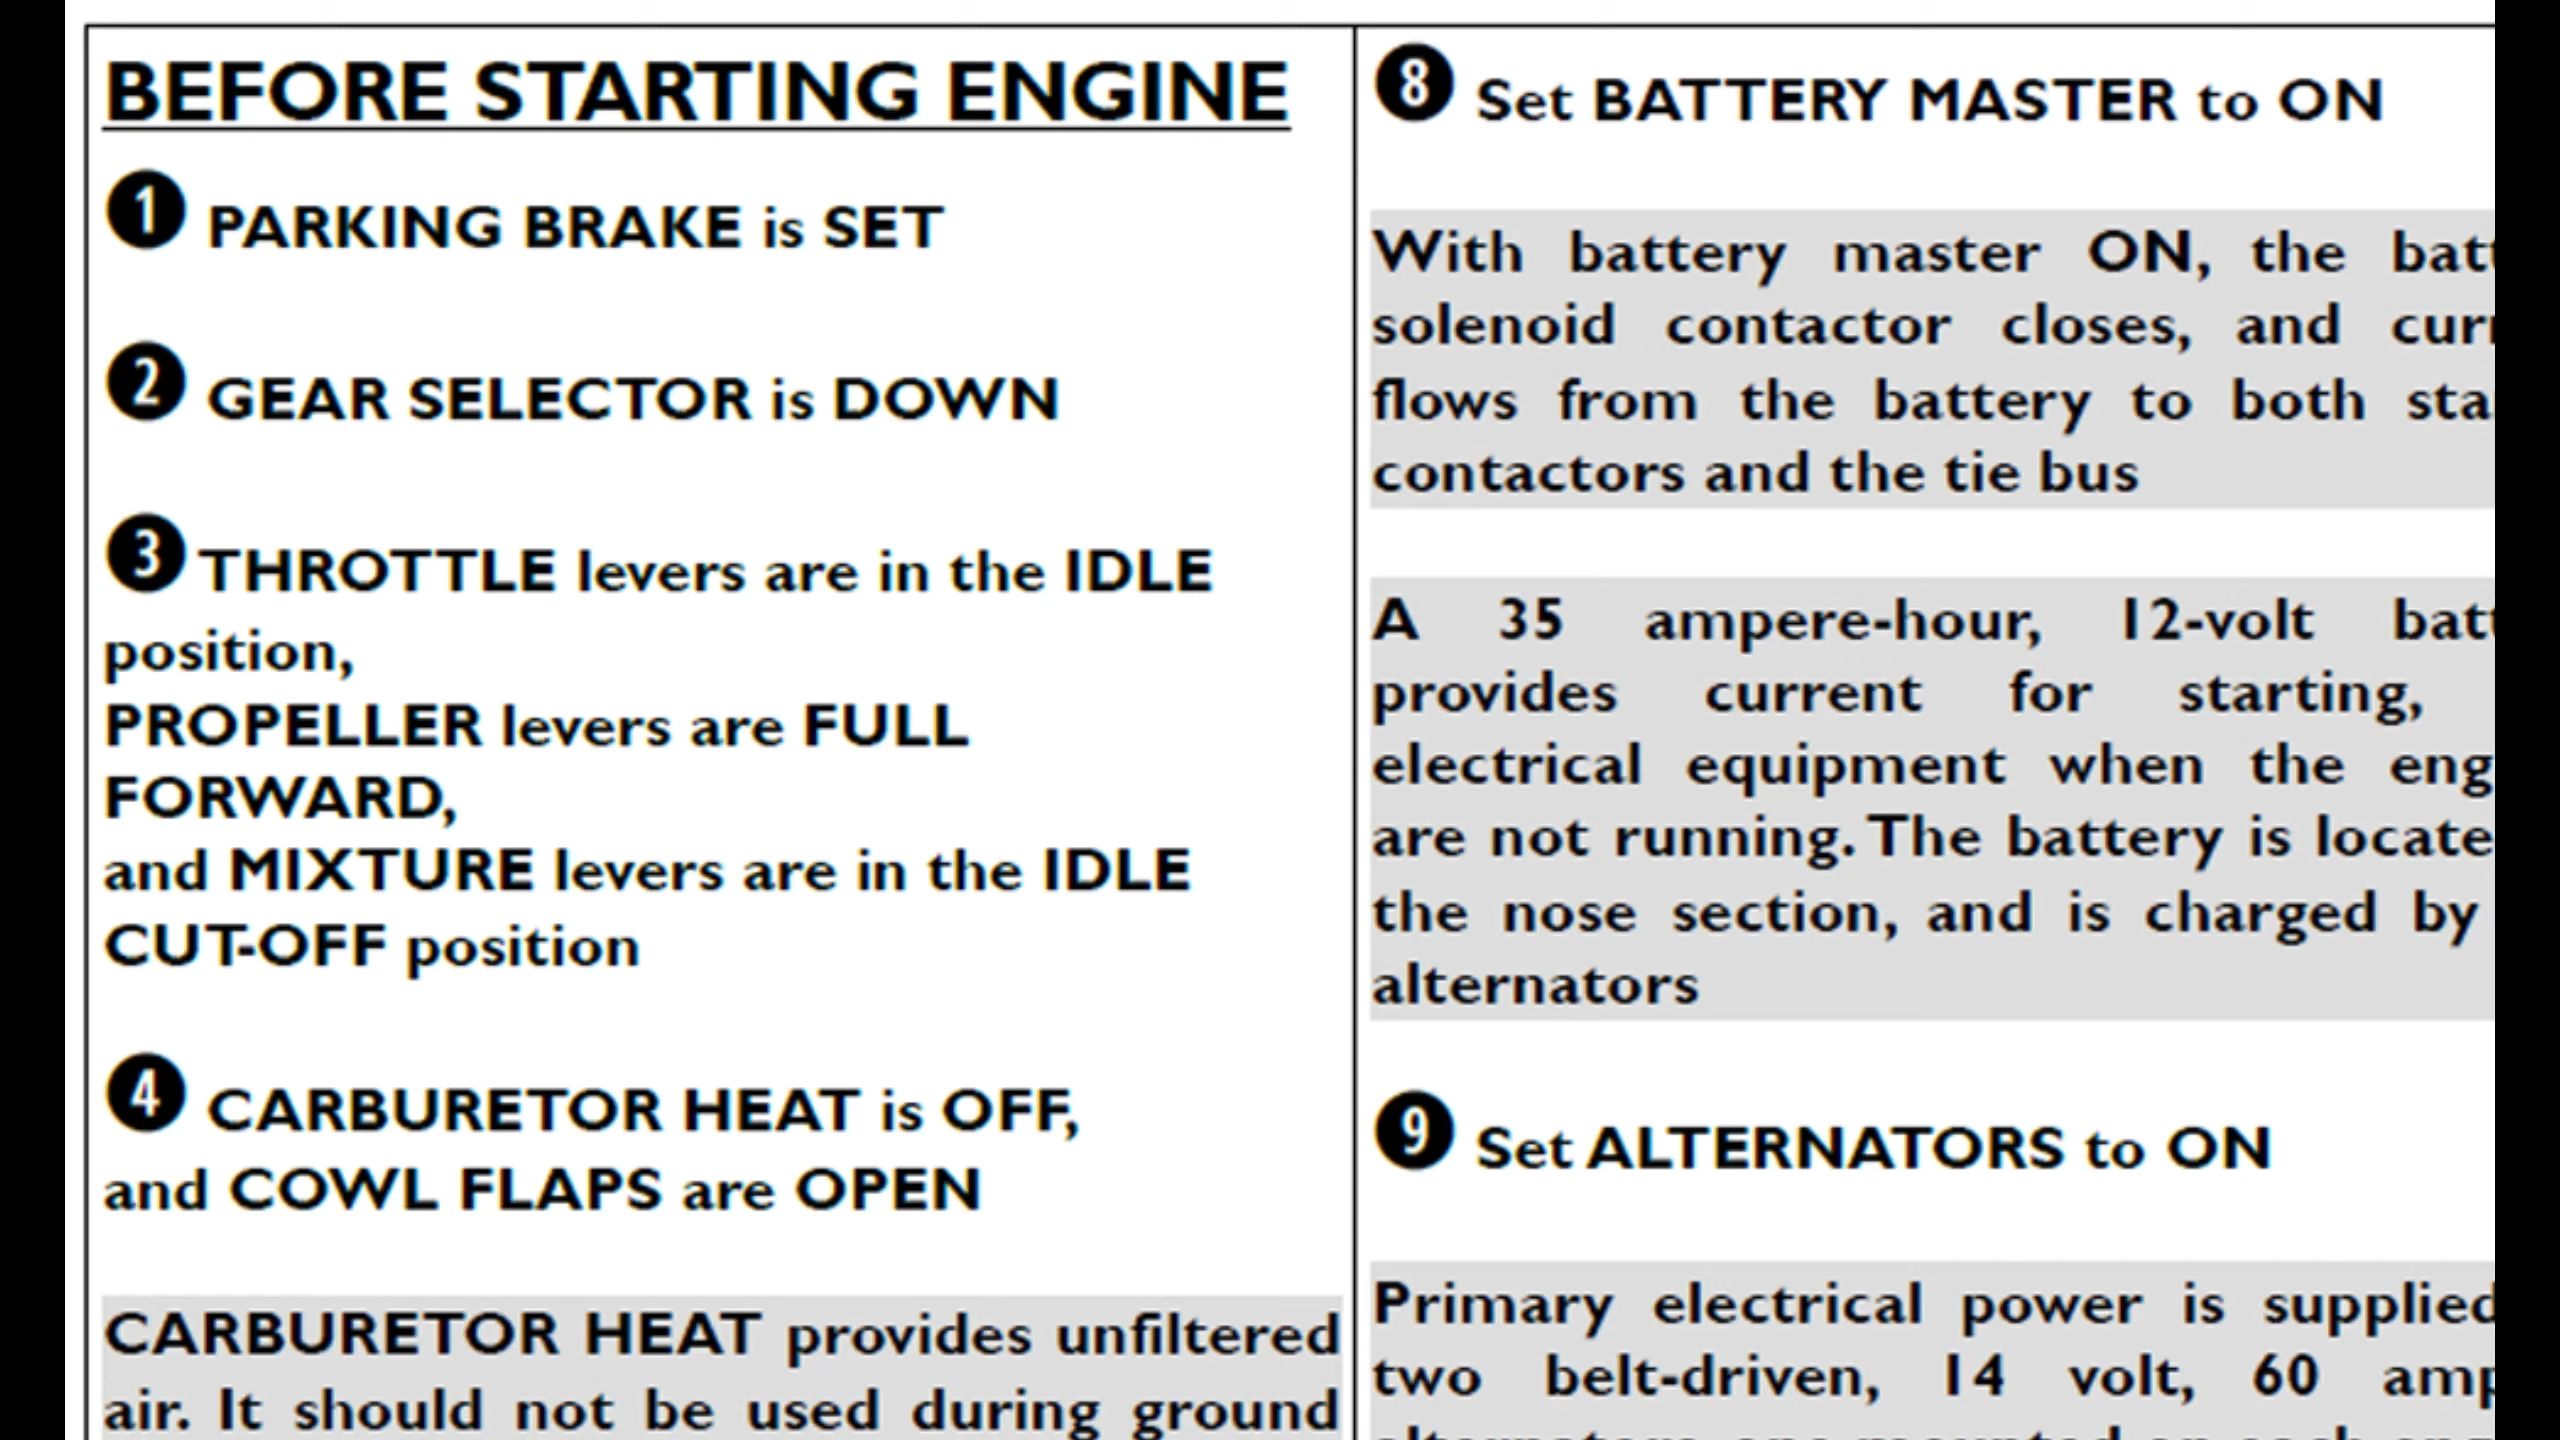 BEFORE STARTING ENGINE
1 PARKING BRAKE is SET
2 GEAR SELECTOR is DOWN
3 THROTTLE levers are in the IDLE
position,
PROPELLER levers are FULL
FORWARD,
and MIXTURE levers are in the IDLE
CUT-OFF position
4 CARBURETOR HEAT is OFF,
and COWL FLAPS are OPEN
CARBURETOR HEAT provides unfiltered
air. It should not be used during ground
8 Set BATTERY MASTER to ON
With battery master ON, the
solenoid contactor closes, and
flows from the battery to both
contactors and the tie bus
A 35 ampere-hour, 12-volt
provides current for starting,
electrical equipment when the
are not running. The battery is
the nose section, and is charged by
alternators
9 Set ALTERNATORS to ON
Primary electrical power is supplied
two belt-driven, 14 volt, 60